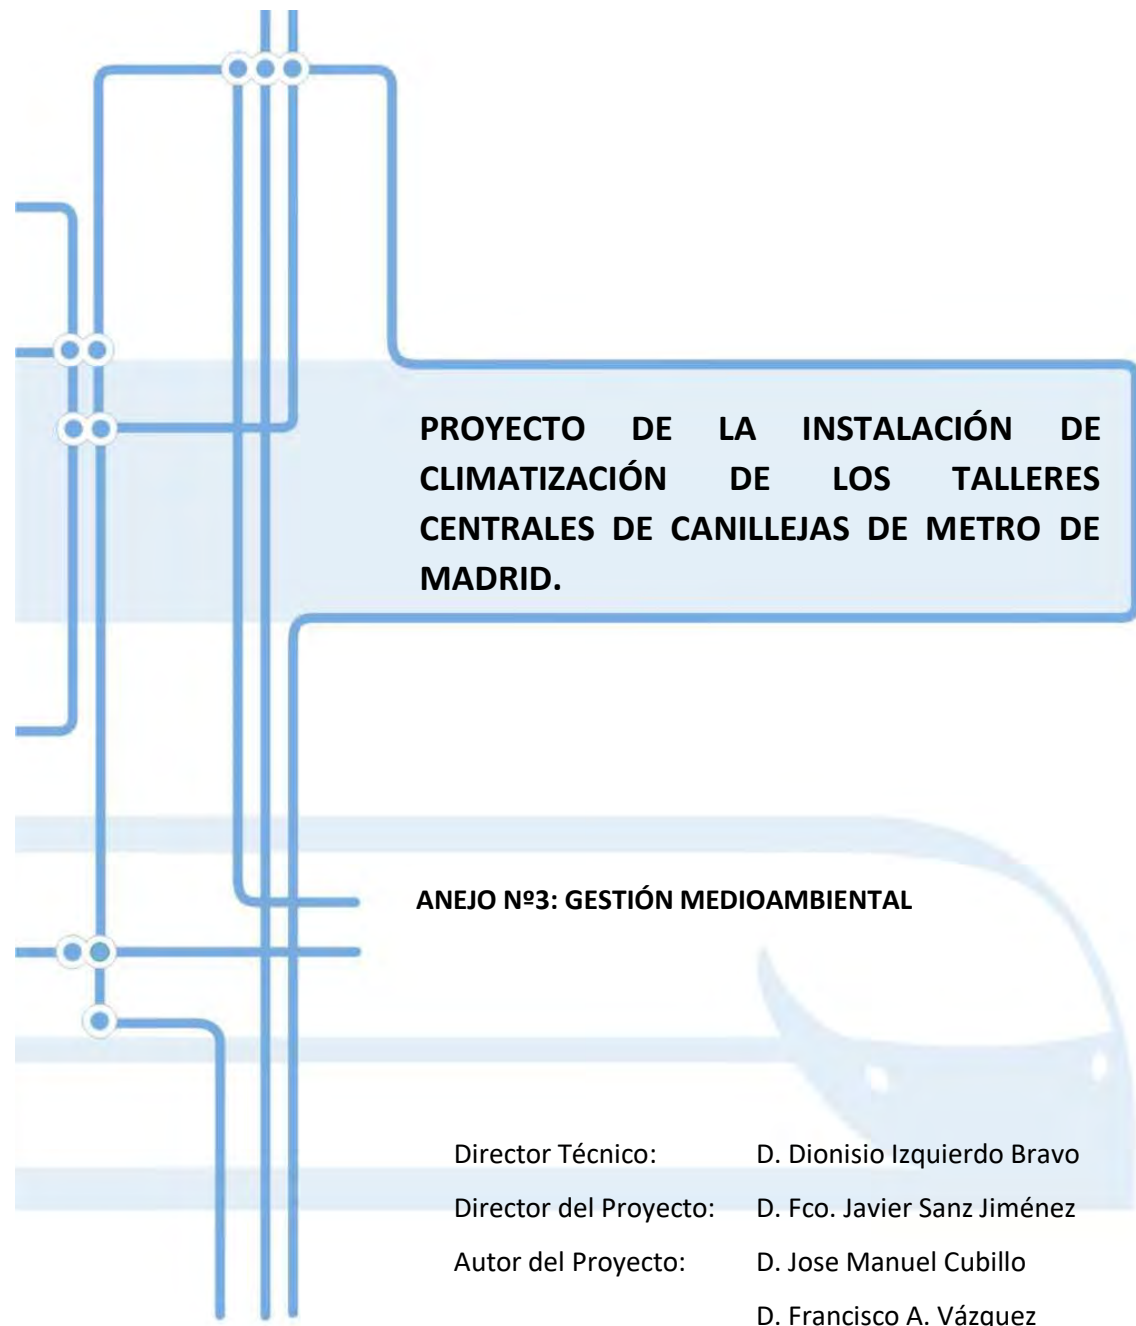 PROYECTO DE LA INSTALACIÓN DE
CLIMATIZACIÓN DE LOS TALLERES
CENTRALES DE CANILLEJAS DE METRO DE
MADRID.
ANEJO Nº3: GESTIÓN MEDIOAMBIENTAL
Director Técnico: D. Dionisio Izquierdo Bravo
Director del Proyecto: D. Fco. Javier Sanz Jiménez
Autor del Proyecto: D. Jose Manuel Cubillo
D. Francisco A. Vázquez